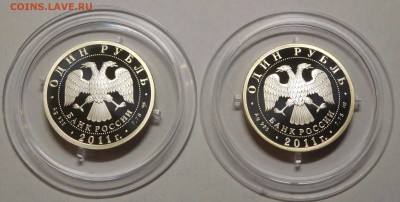 COINS.LAVE.RU
ОДИН РУБЛЬ
БАНК РОССИИ
2011 г.
ОДИН РУБЛЬ
БАНК РОССИИ
2011 г.